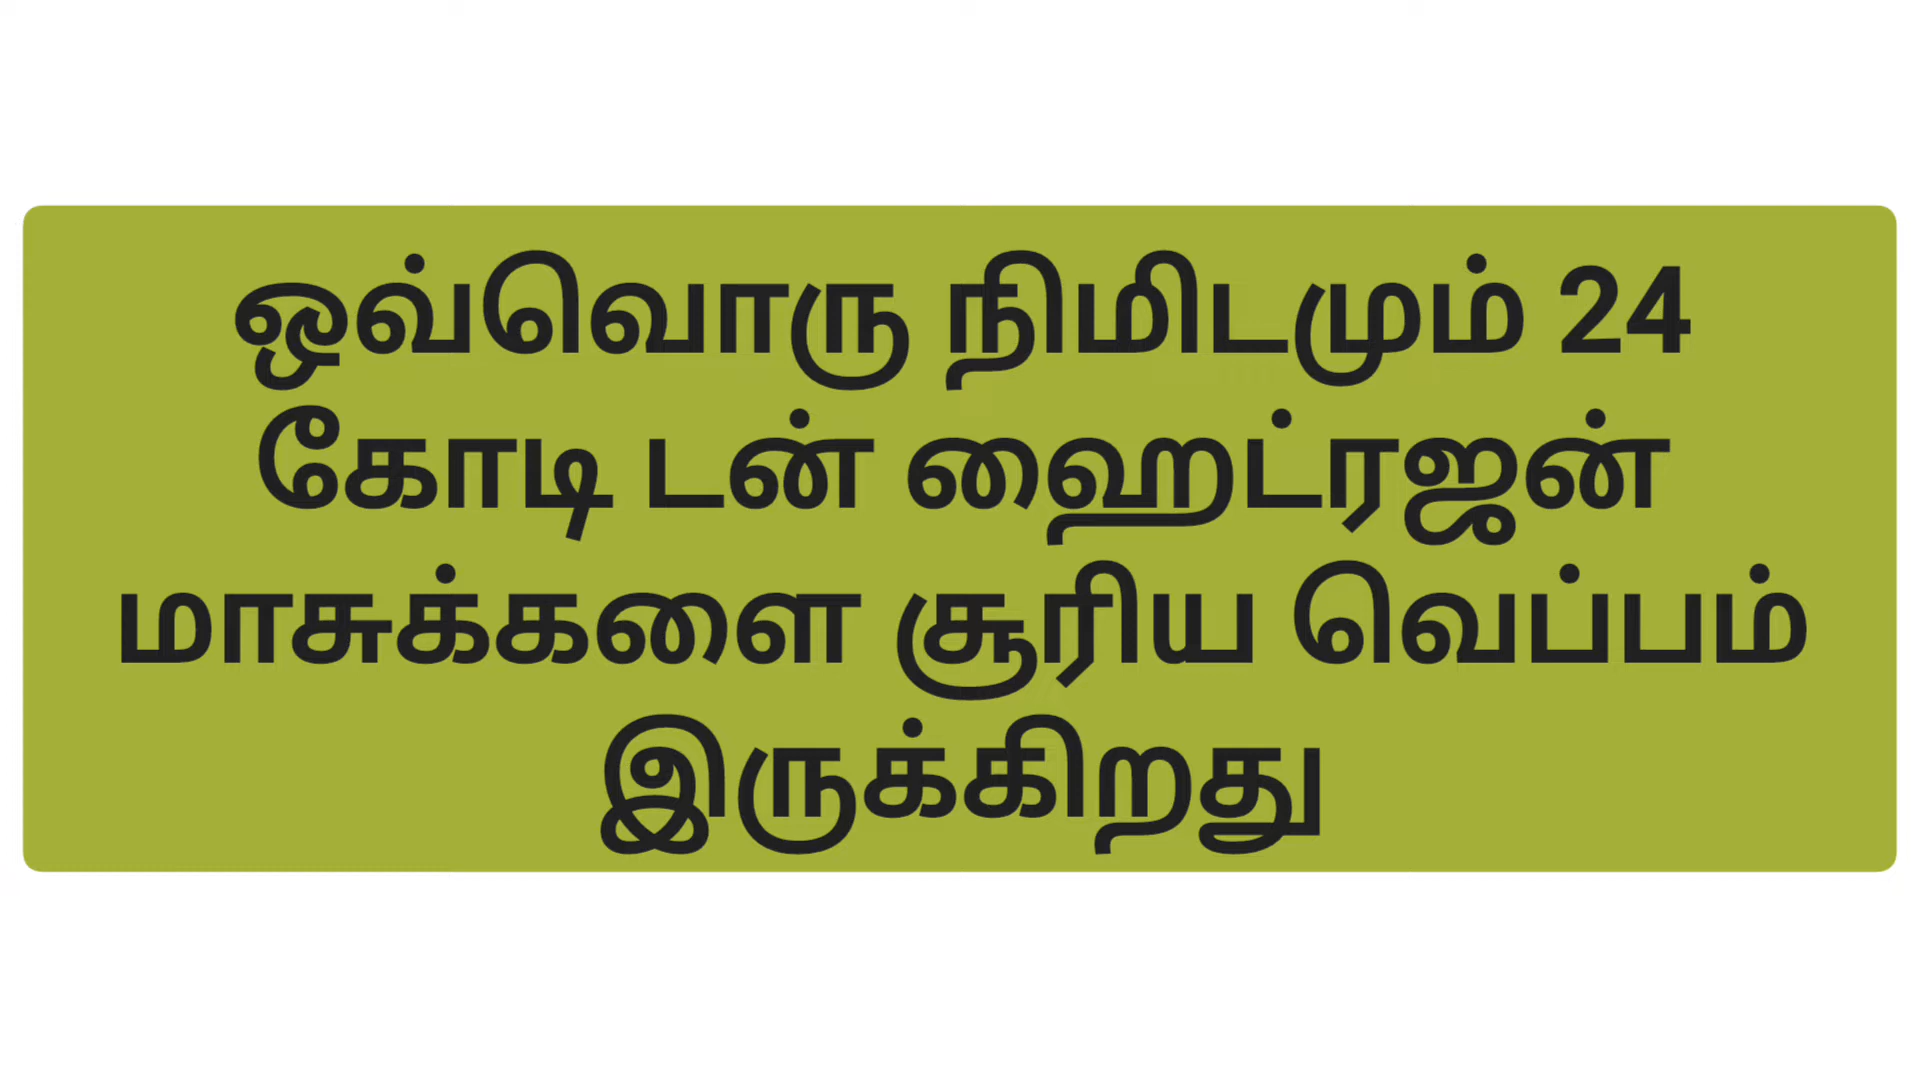 ஒவ்வொரு நிமிடமும் 24
கோடி டன் ஹைட்ரஜன்
மாசுக்களை சூரிய வெப்பம்
இருக்கிறது